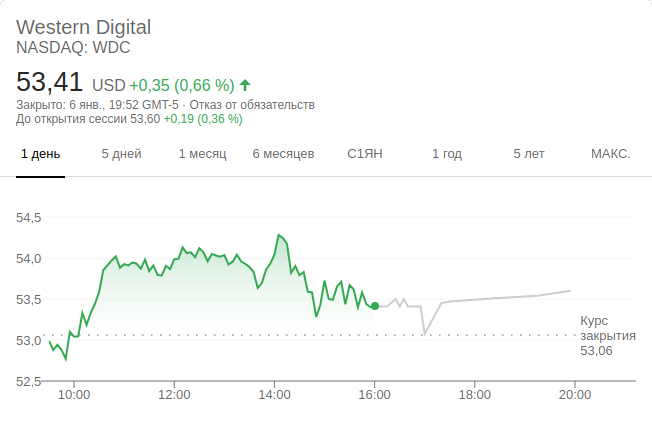 Western Digital
NASDAQ: WDC
53,41 USD +0,35 (0,66 %)
Закрыто: 6 янв., 19:52 GMT-5 · Отказ от обязательств
До открытия сессии 53,60 +0,19 (0,36 %)
1 день 5 дней 1 месяц 6 месяцев С1ЯН 1 год 5 лет МАКС.
54,5
54,0
53,5
53,0
52,5
Курс
закрытия
53,06
10:00 12:00 14:00 16:00 18:00 20:00